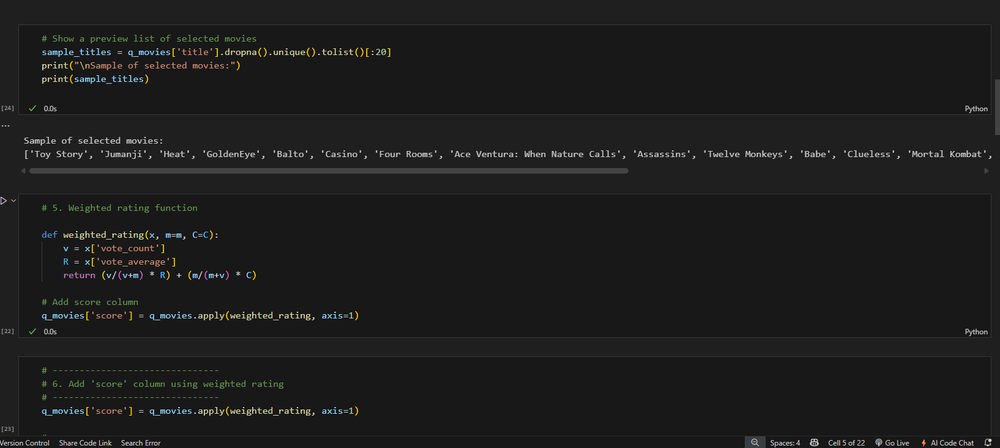 # Show a preview list of selected movies
sample_titles = q_movies['title'].dropna().unique().tolist()[:20]
print("\nSample of selected movies:")
print(sample_titles)
[24]
0.0s
Python
...
Sample of selected movies:
['Toy Story', 'Jumanji', 'Heat', 'GoldenEye', 'Balto', 'Casino', 'Four Rooms', 'Ace Ventura: When Nature Calls', 'Assassins', 'Twelve Monkeys', 'Babe', 'Clueless', 'Mortal Kombat',
# 5. Weighted rating function
def weighted_rating(x, m=m, C=C):
    v = x['vote_count']
    R = x['vote_average']
    return (v/(v+m) * R) + (m/(m+v) * C)
# Add score column
q_movies['score'] = q_movies.apply(weighted_rating, axis=1)
[22]
0.0s
Python
# -------------------------------
# 6. Add 'score' column using weighted rating
# -------------------------------
q_movies['score'] = q_movies.apply(weighted_rating, axis=1)
[23]
Version Control Share Code Link Search Error Spaces: 4 Cell 5 of 22 Go Live AI Code Chat